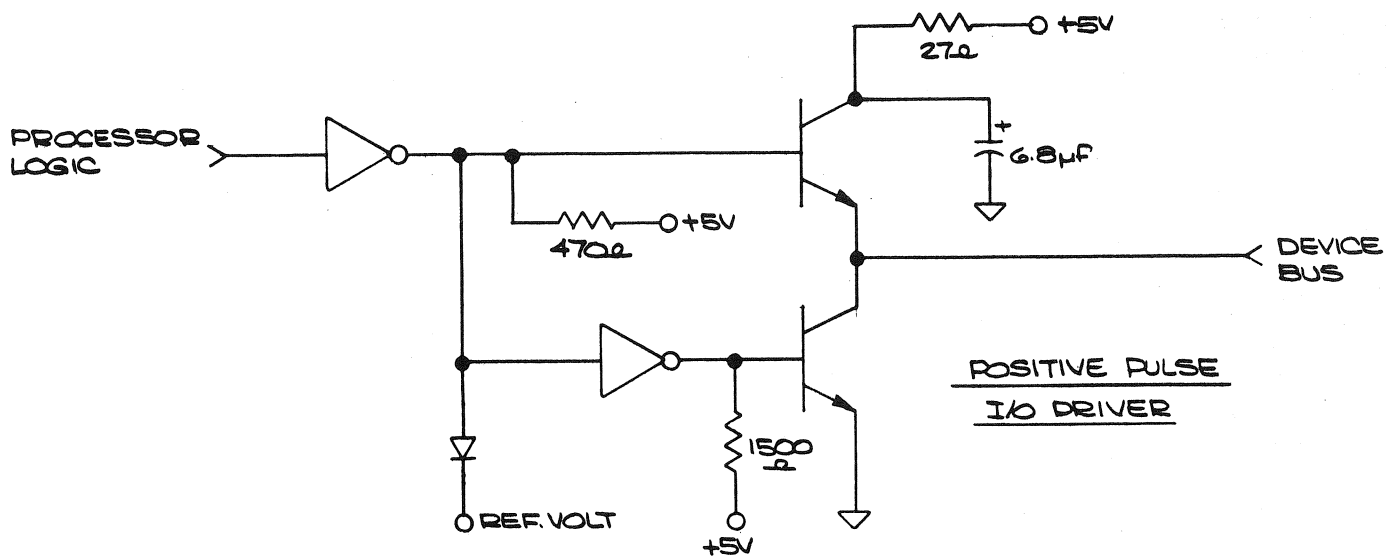 +5V
27Ω
PROCESSOR
LOGIC
+
6.8μF
+5V
470Ω
DEVICE
BUS
POSITIVE PULSE
I/O DRIVER
1500
Ω
REF. VOLT
+5V